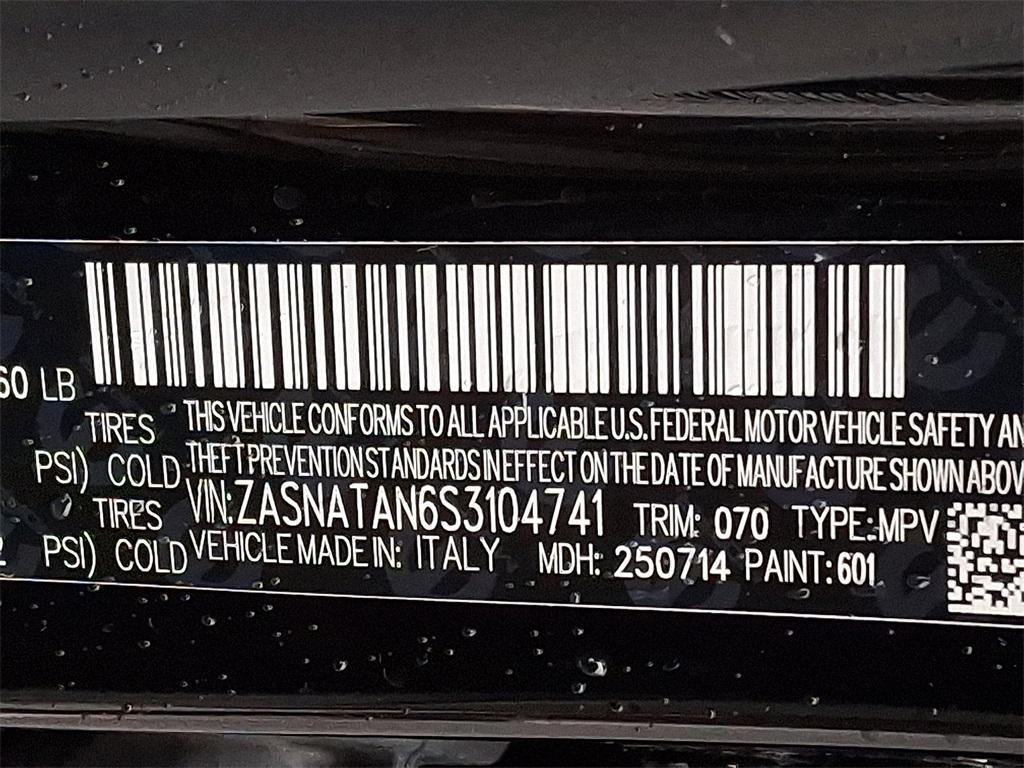 60 LB
TIRES THIS VEHICLE CONFORMS TO ALL APPLICABLE U.S. FEDERAL MOTOR VEHICLE SAFETY AN
PSI) COLD THEFT PREVENTION STANDARDS IN EFFECT ON THE DATE OF MANUFACTURE SHOWN ABOV
TIRES VIN: ZASNATAN6S3104741 TRIM: 070 TYPE: MPV
PSI) COLD VEHICLE MADE IN: ITALY MDH: 250714 PAINT: 601